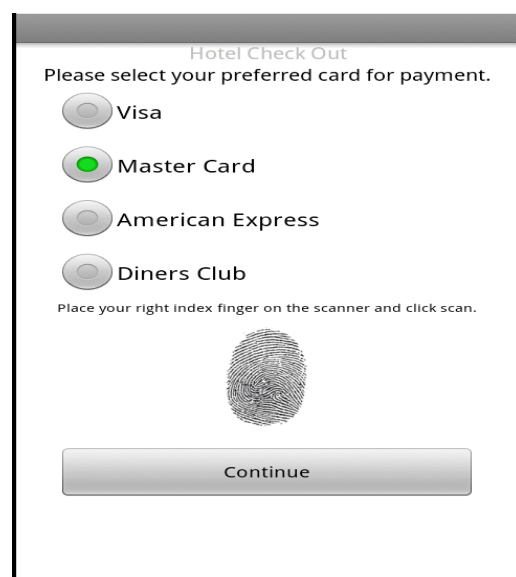 Hotel Check Out
Please select your preferred card for payment.
Visa
Master Card
American Express
Diners Club
Place your right index finger on the scanner and click scan.
Continue